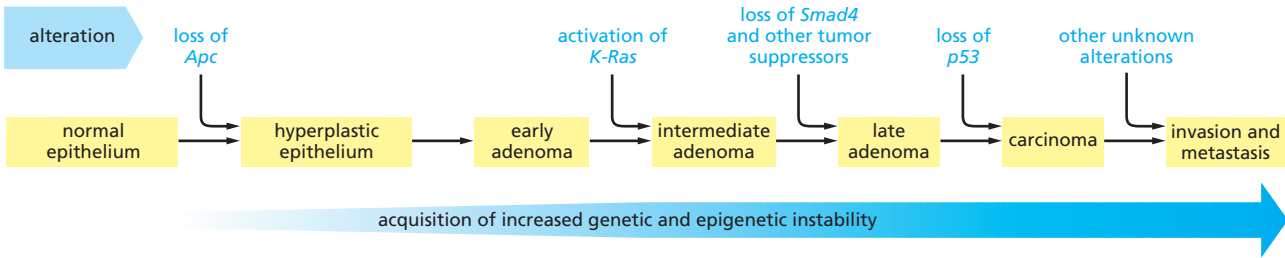 alteration
loss of
Apc
activation of
K-Ras
loss of Smad4
and other tumor
suppressors
loss of
p53
other unknown
alterations
normal
epithelium
hyperplastic
epithelium
early
adenoma
intermediate
adenoma
late
adenoma
carcinoma
invasion and
metastasis
acquisition of increased genetic and epigenetic instability